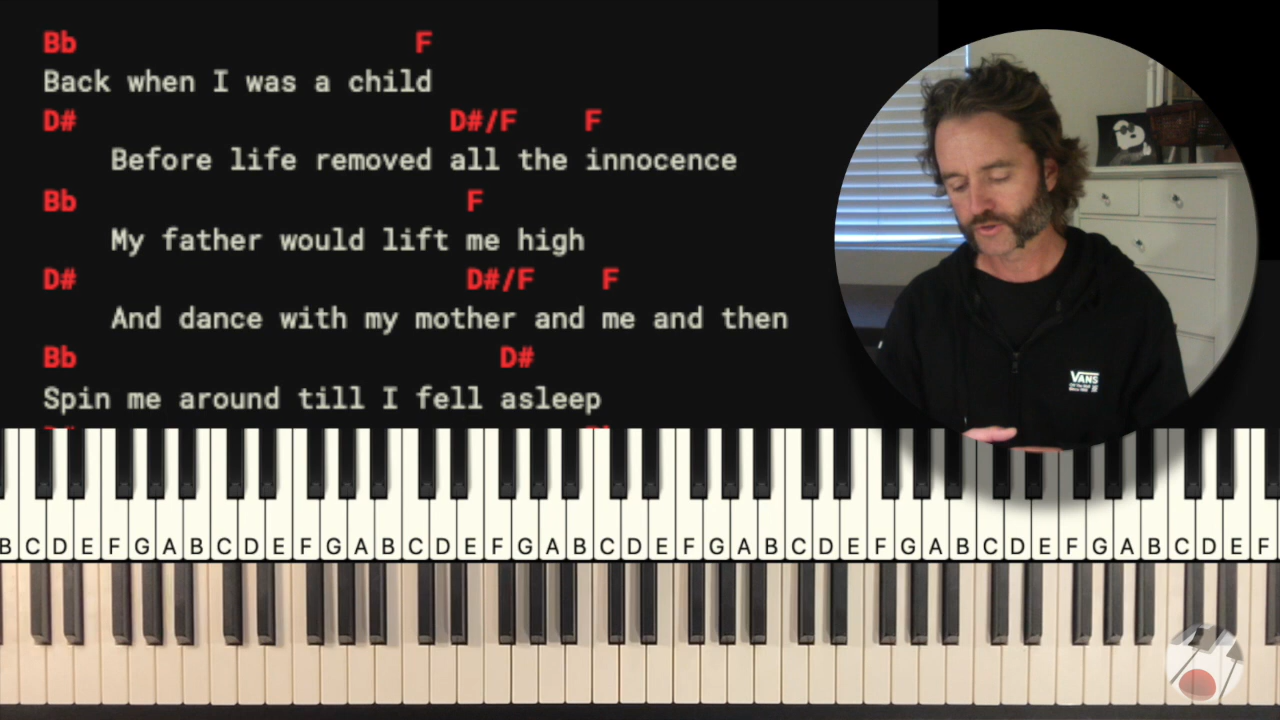 Bb F
Back when I was a child
D# D#/F F
Before life removed all the innocence
Bb F
My father would lift me high
D# D#/F F
And dance with my mother and me and then
Bb D#
Spin me around till I fell asleep
VANS
B C D E F G A B C D E F G A B C D E F G A B C D E F G A B C D E F G A B C D E F G A B C D E F